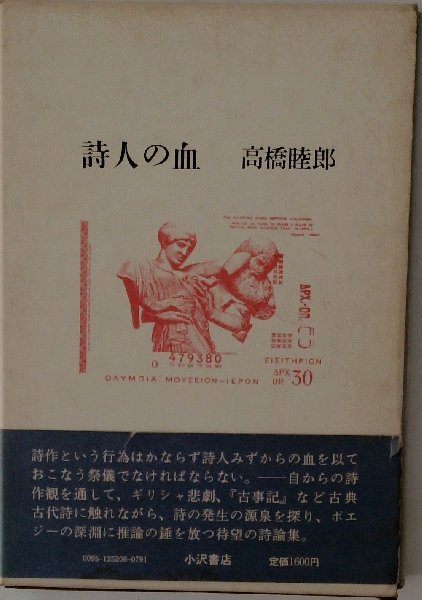 詩人の血 高橋睦郎
ΔΡΧ.-DR.
479380
ΕΙΣΙΤΗΡΙΟΝ
ΟΛΥΜΠΙΑΣ ΜΟΥΣΕΙΟΝ-ΙΕΡΟΝ
ΔΡΧ.
DR. 30
詩作という行為はかならず詩人みずからの血を以て
おこなう祭儀でなければならない。――自からの詩
作観を通して、ギリシャ悲劇、『古事記』など古典
古代詩に触れながら、詩の発生の源泉を探り、ポエ
ジーの深淵に推論の錘を放つ待望の詩論集。
0095-125206-0791 小沢書店 定価1600円